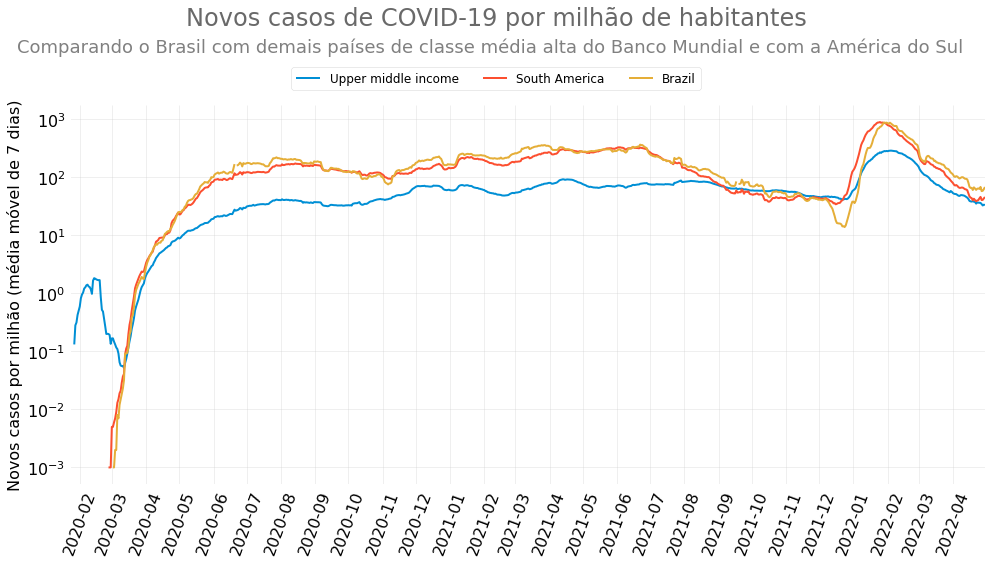 Novos casos de COVID-19 por milhão de habitantes
Comparando o Brasil com demais países de classe média alta do Banco Mundial e com a América do Sul
Upper middle income South America Brazil
Novos casos por milhão (média móvel de 7 dias)
10³
10²
10¹
10⁰
10⁻¹
10⁻²
10⁻³
2020-02 2020-03 2020-04 2020-05 2020-06 2020-07 2020-08 2020-09 2020-10 2020-11 2020-12 2021-01 2021-02 2021-03 2021-04 2021-05 2021-06 2021-07 2021-08 2021-09 2021-10 2021-11 2021-12 2022-01 2022-02 2022-03 2022-04